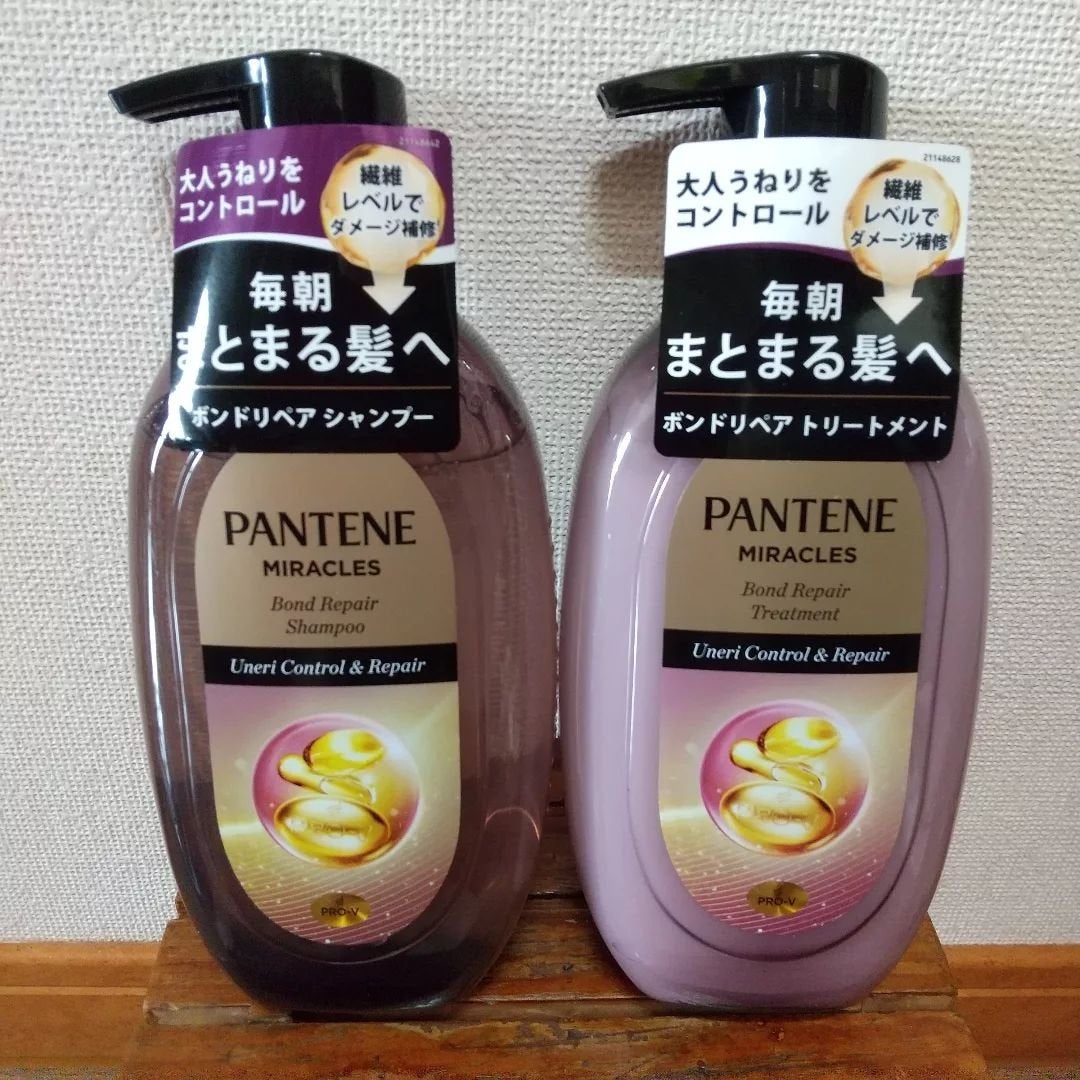 21148642
大人うねりを
コントロール
繊維
レベルで
ダメージ補修
毎朝
まとまる髪へ
ボンドリペア シャンプー
PANTENE
MIRACLES
Bond Repair
Shampoo
Uneri Control & Repair
PRO-V
21148628
大人うねりを
コントロール
繊維
レベルで
ダメージ補修
毎朝
まとまる髪へ
ボンドリペア トリートメント
PANTENE
MIRACLES
Bond Repair
Treatment
Uneri Control & Repair
PRO-V